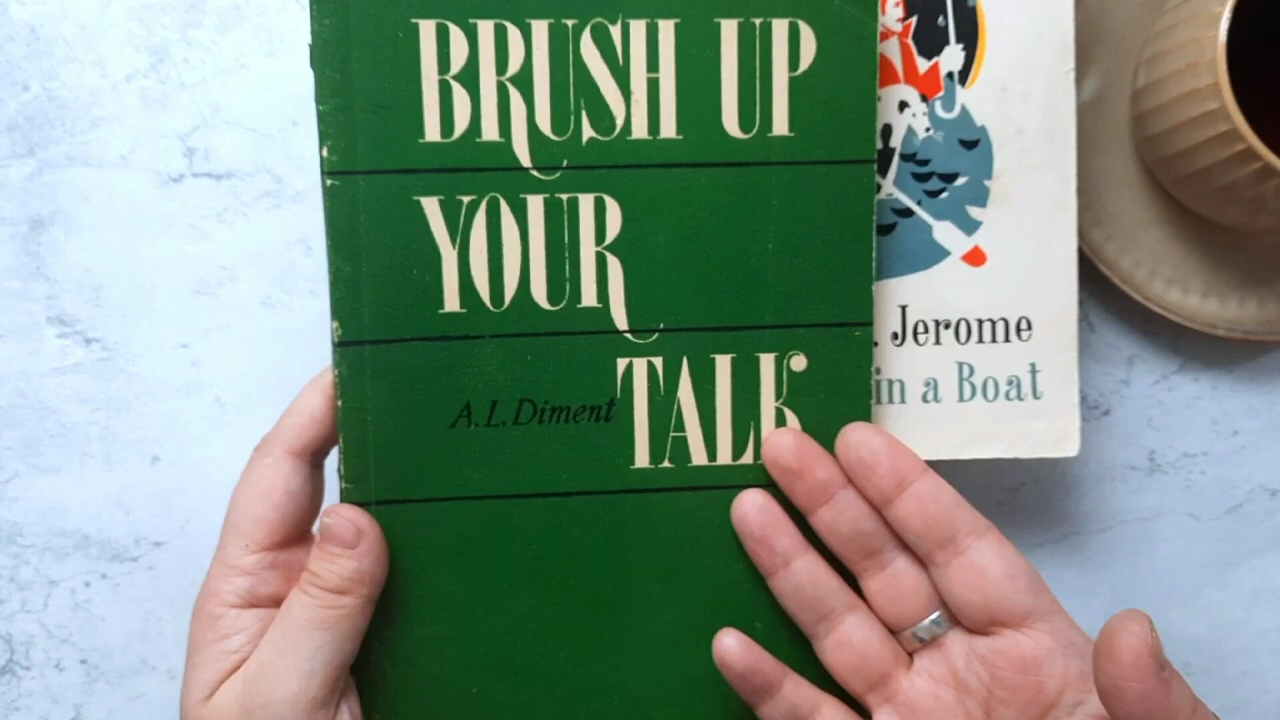 BRUSH UP
YOUR
TALK
A.L.Diment
. Jerome
in a Boat